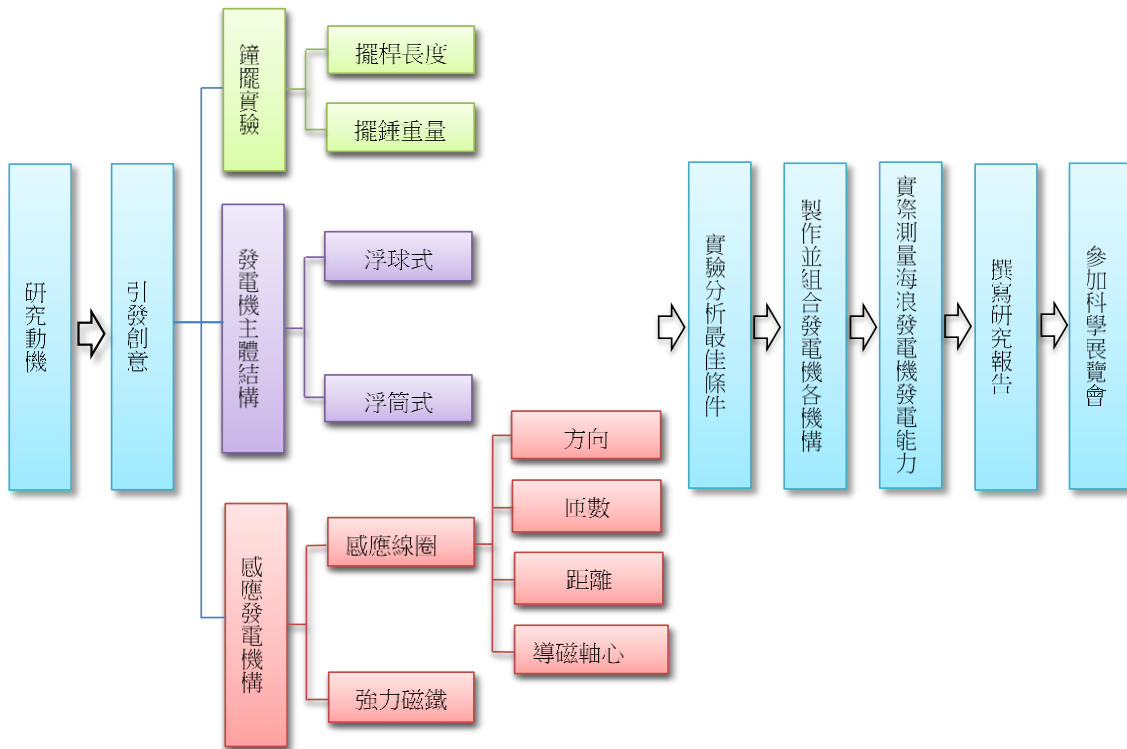 研究動機
引發創意
鐘擺實驗
擺桿長度
擺錘重量
發電機主體結構
浮球式
浮筒式
感應發電機構
感應線圈
方向
匝數
距離
導磁軸心
強力磁鐵
實驗分析最佳條件
製作並組合發電機各機構
實際測量海浪發電機發電能力
撰寫研究報告
參加科學展覽會